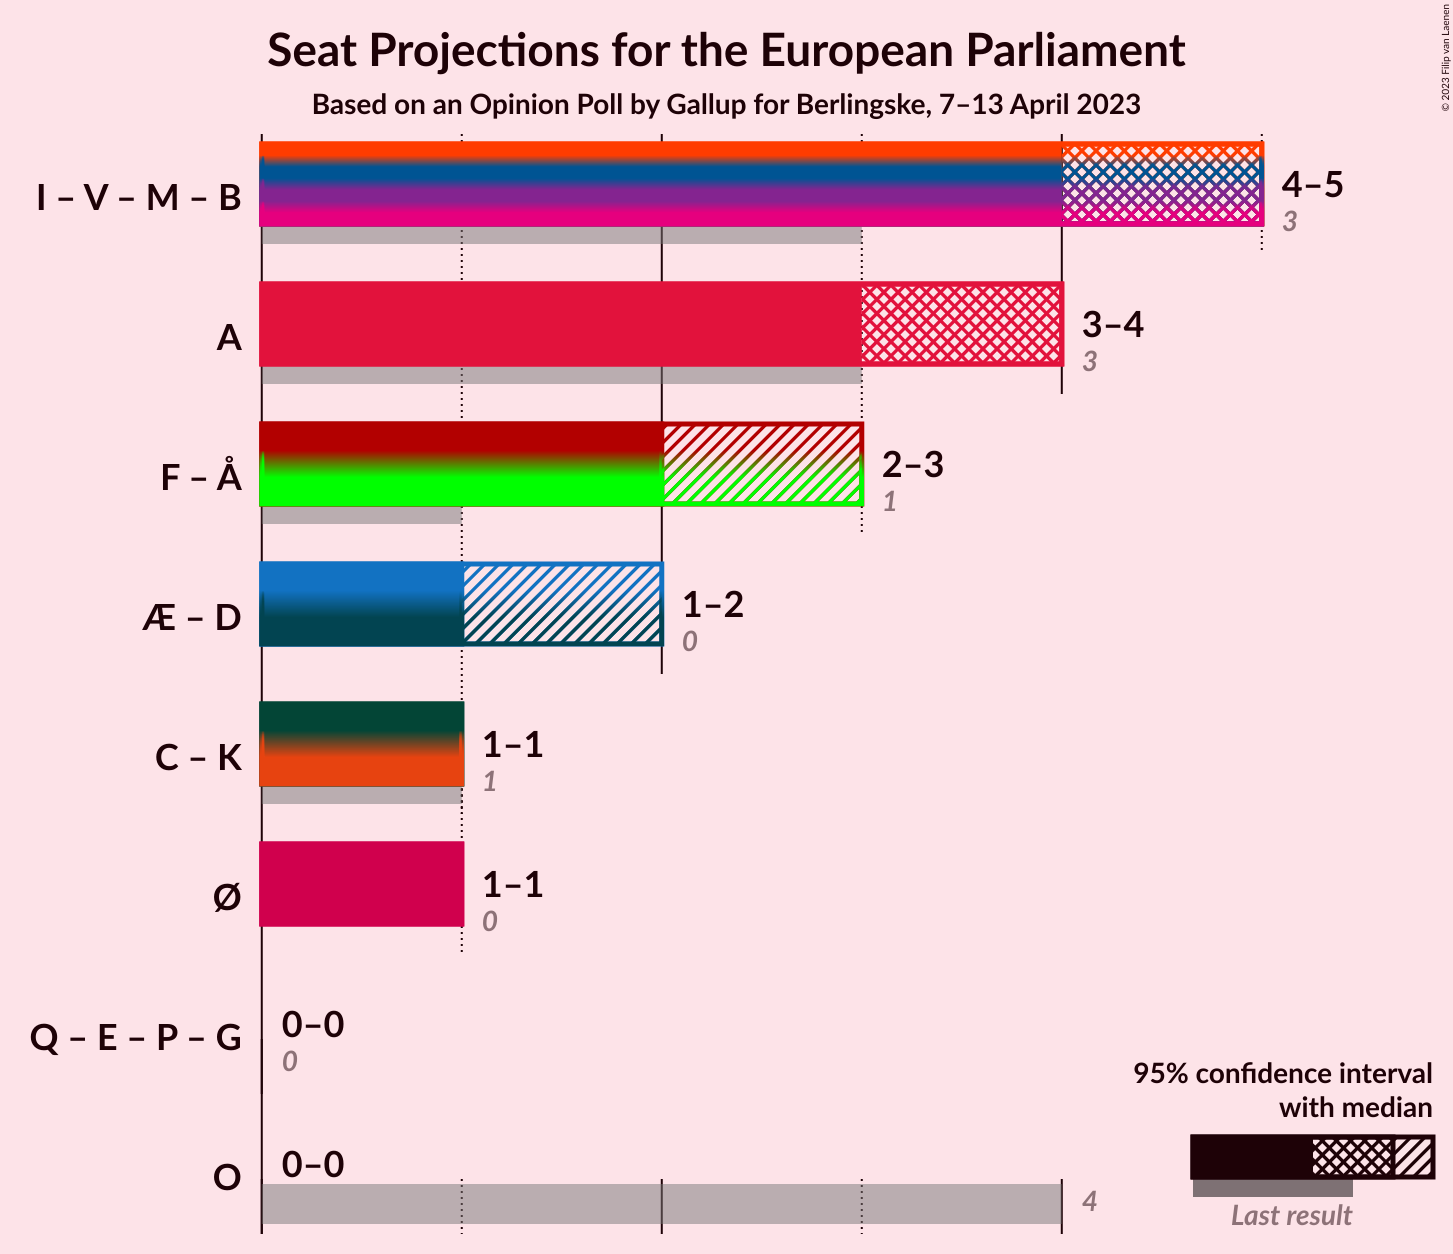 Seat Projections for the European Parliament
Based on an Opinion Poll by Gallup for Berlingske, 7–13 April 2023
© 2023 Filip van Laenen
I – V – M – B
4–5
3
A
3–4
3
F – Å
2–3
1
Æ – D
1–2
0
C – K
1–1
1
Ø
1–1
0
Q – E – P – G
0–0
0
O
0–0
4
95% confidence interval
with median
Last result